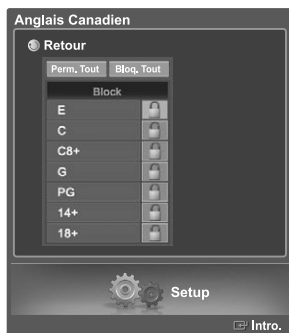 Anglais Canadien
Retour
Perm. Tout Bloq. Tout
Block
E
C
C8+
G
PG
14+
18+
Setup
Intro.